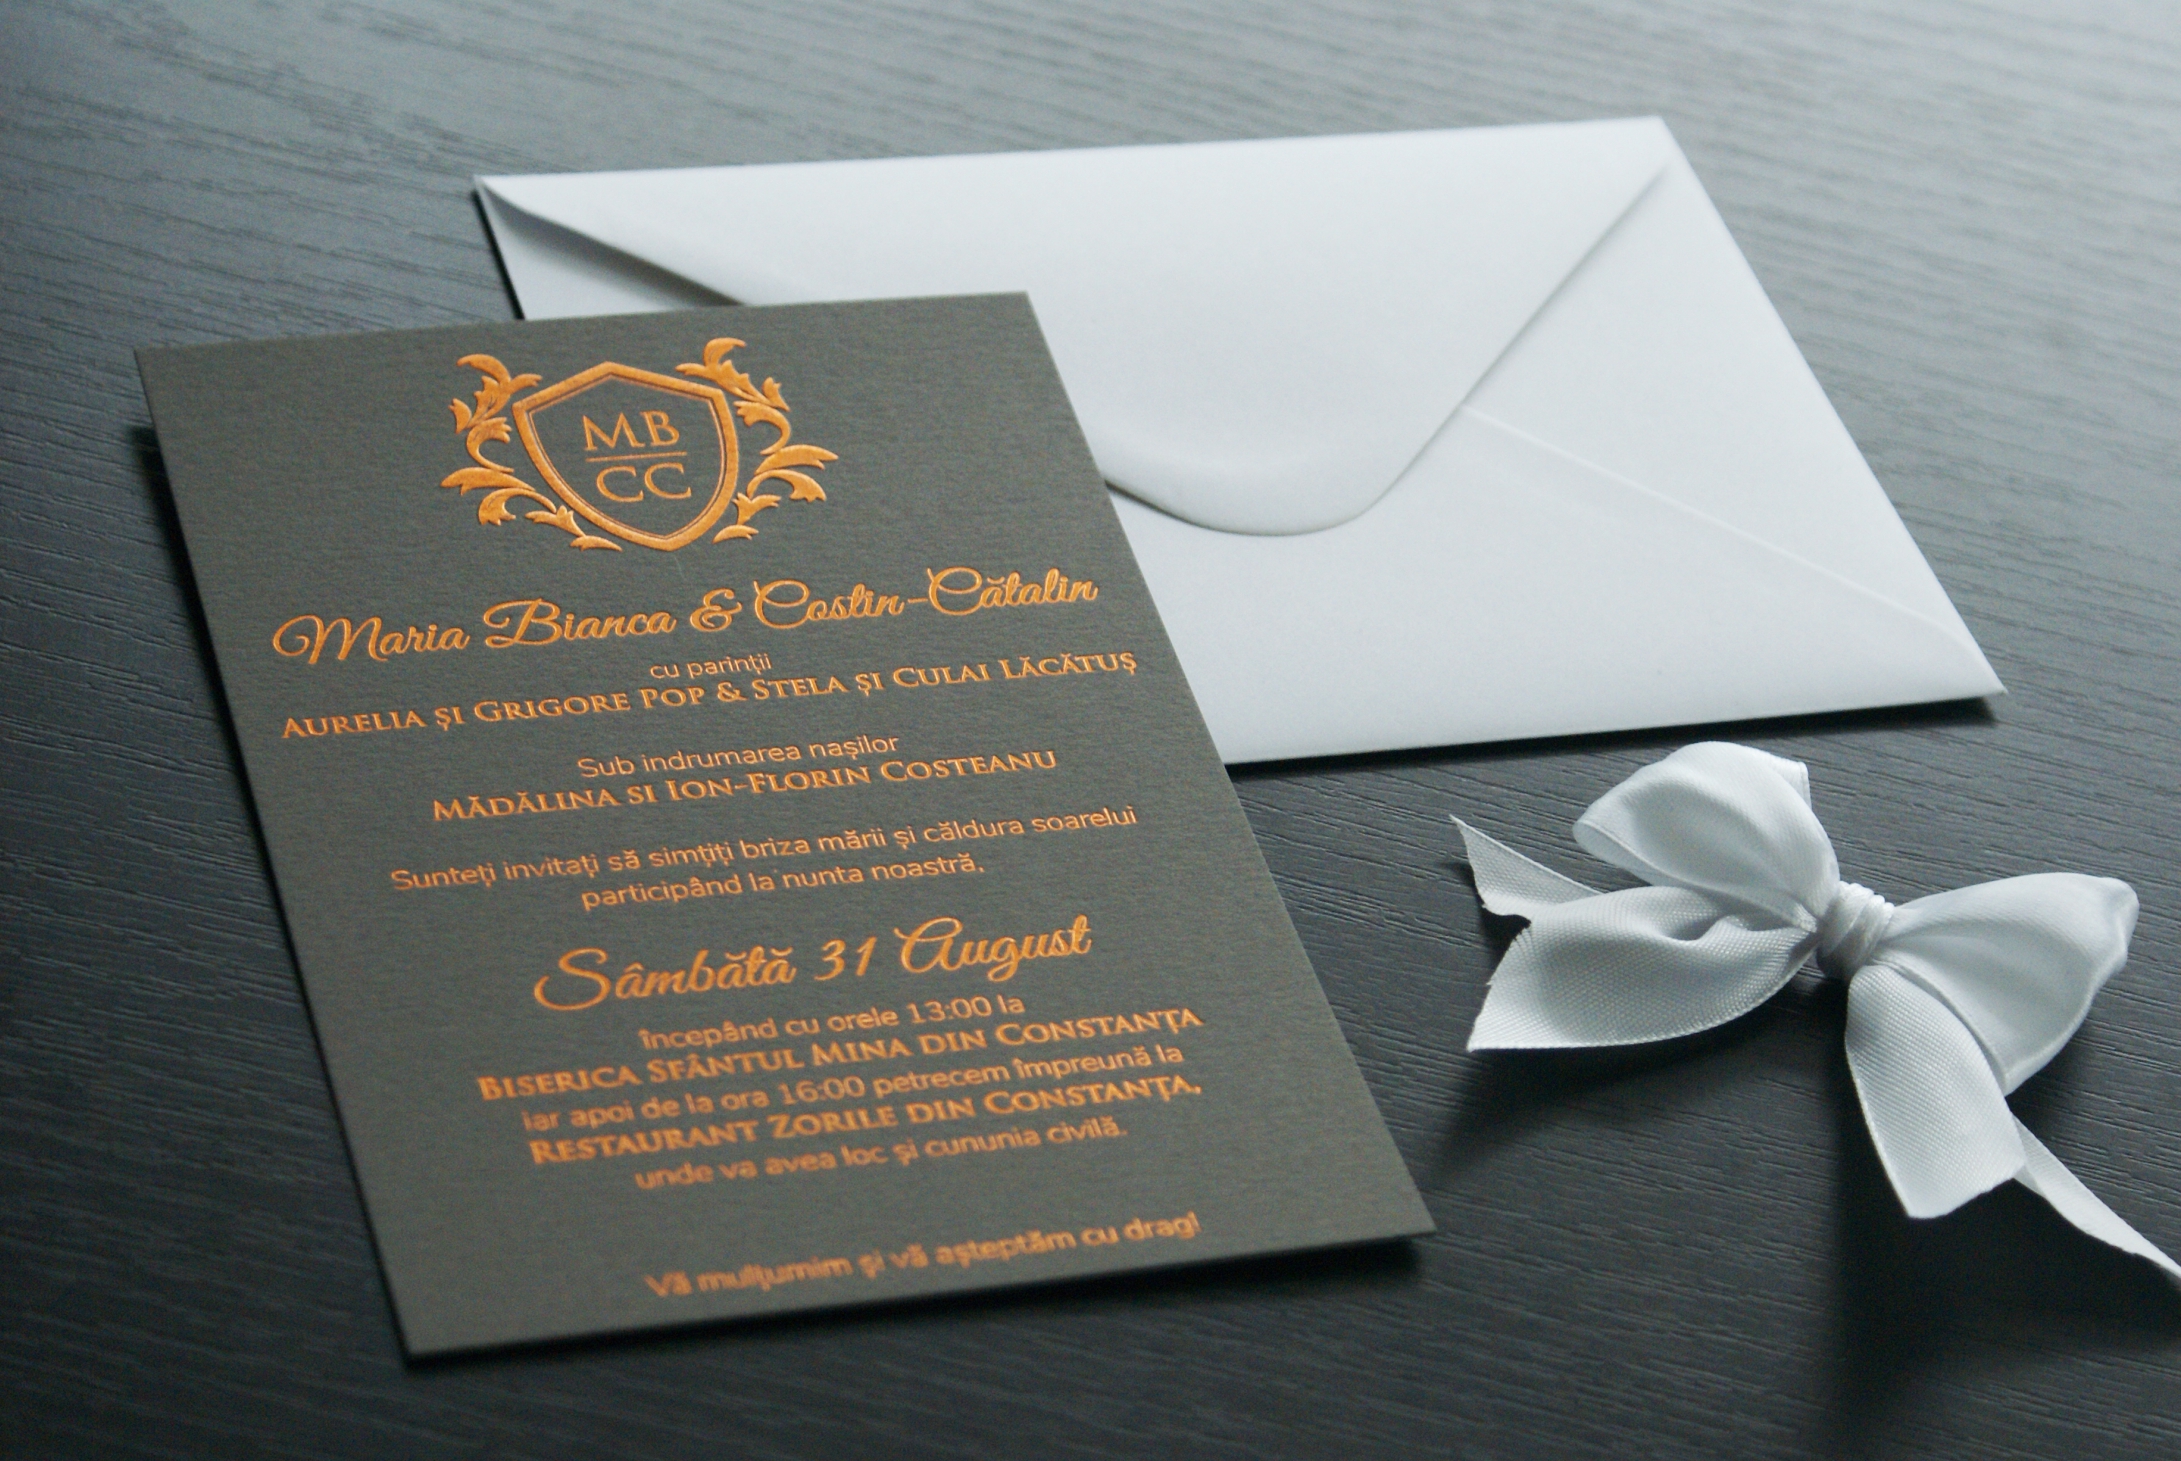 MB
CC
Maria Bianca & Costin-Cătalin
cu parinții
Aurelia și Grigore Pop & Stela și Culai Lăcătuș
Sub indrumarea nașilor
Mădălina si Ion-Florin Costeanu
Sunteți invitați să simțiți briza mării și căldura soarelui
participând la nunta noastră,
Sâmbătă 31 August
începând cu orele 13:00 la
Biserica Sfântul Mina din Constanța
iar apoi de la ora 16:00 petrecem împreună la
Restaurant Zorile din Constanța,
unde va avea loc și cununia civilă.
Vă mulțumim și vă așteptăm cu drag!